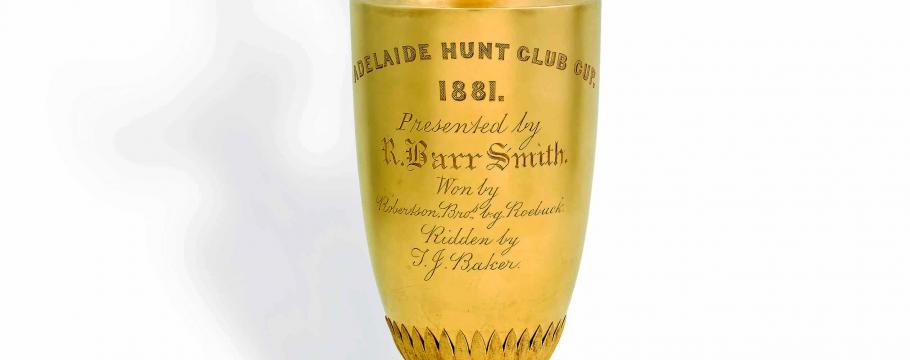 ADELAIDE HUNT CLUB CUP.
1881.
Presented by
R. Barr Smith.
Won by
Robertson, Bros. b.g. Roebuck.
Ridden by
T. J. Baker.